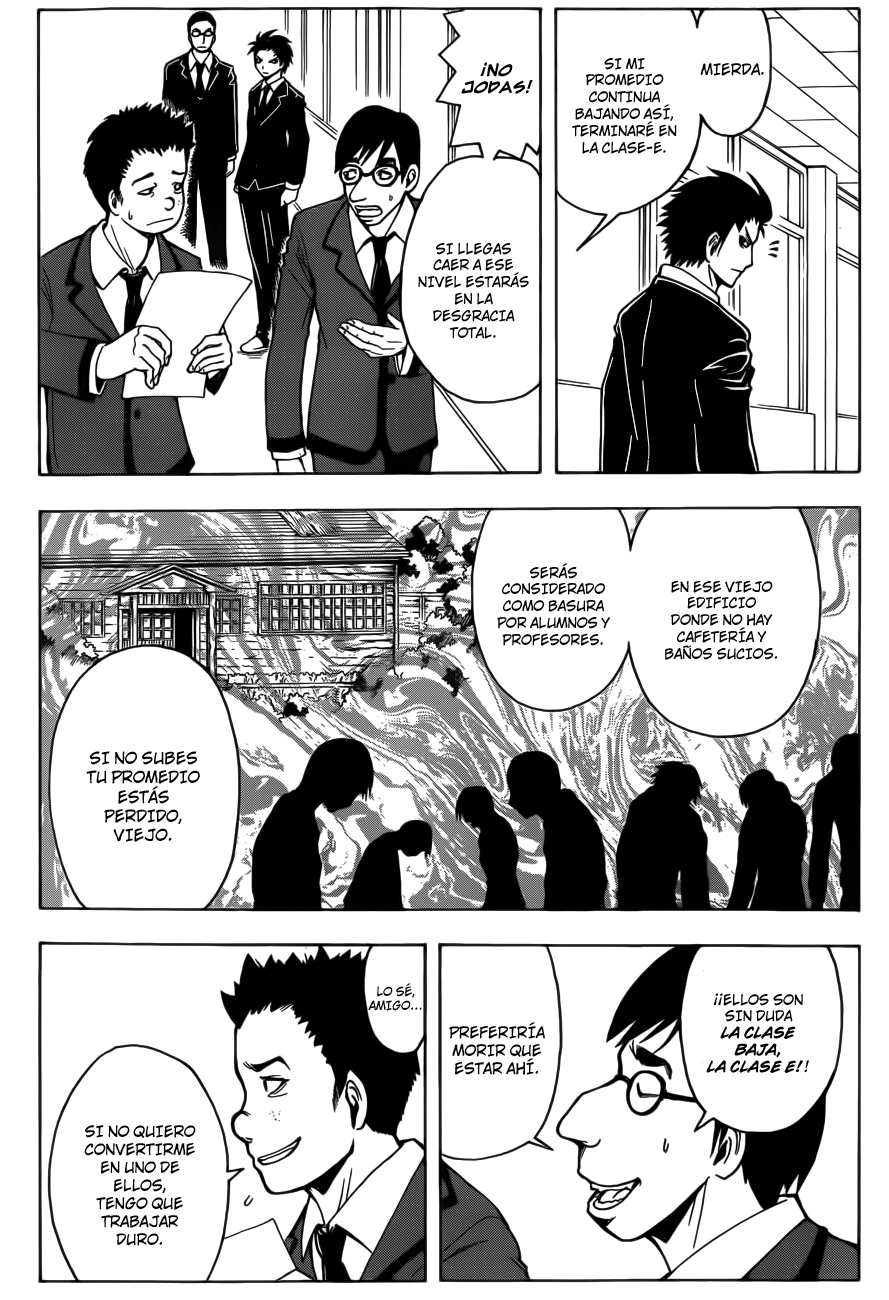 MIERDA.
SI MI
PROMEDIO
CONTINUA
BAJANDO ASÍ,
TERMINARÉ EN
LA CLASE-E.
¡NO
JODAS!
SI LLEGAS
CAER A ESE
NIVEL ESTARÁS
EN LA
DESGRACIA
TOTAL.
EN ESE VIEJO
EDIFICIO
DONDE NO HAY
CAFETERÍA Y
BAÑOS SUCIOS.
SERÁS
CONSIDERADO
COMO BASURA
POR ALUMNOS Y
PROFESORES.
SI NO SUBES
TU PROMEDIO
ESTÁS
PERDIDO,
VIEJO.
¡¡ELLOS SON
SIN DUDA
LA CLASE
BAJA,
LA CLASE E!!
PREFERIRÍA
MORIR QUE
ESTAR AHÍ.
LO SÉ,
AMIGO...
SI NO QUIERO
CONVERTIRME
EN UNO DE
ELLOS,
TENGO QUE
TRABAJAR
DURO.